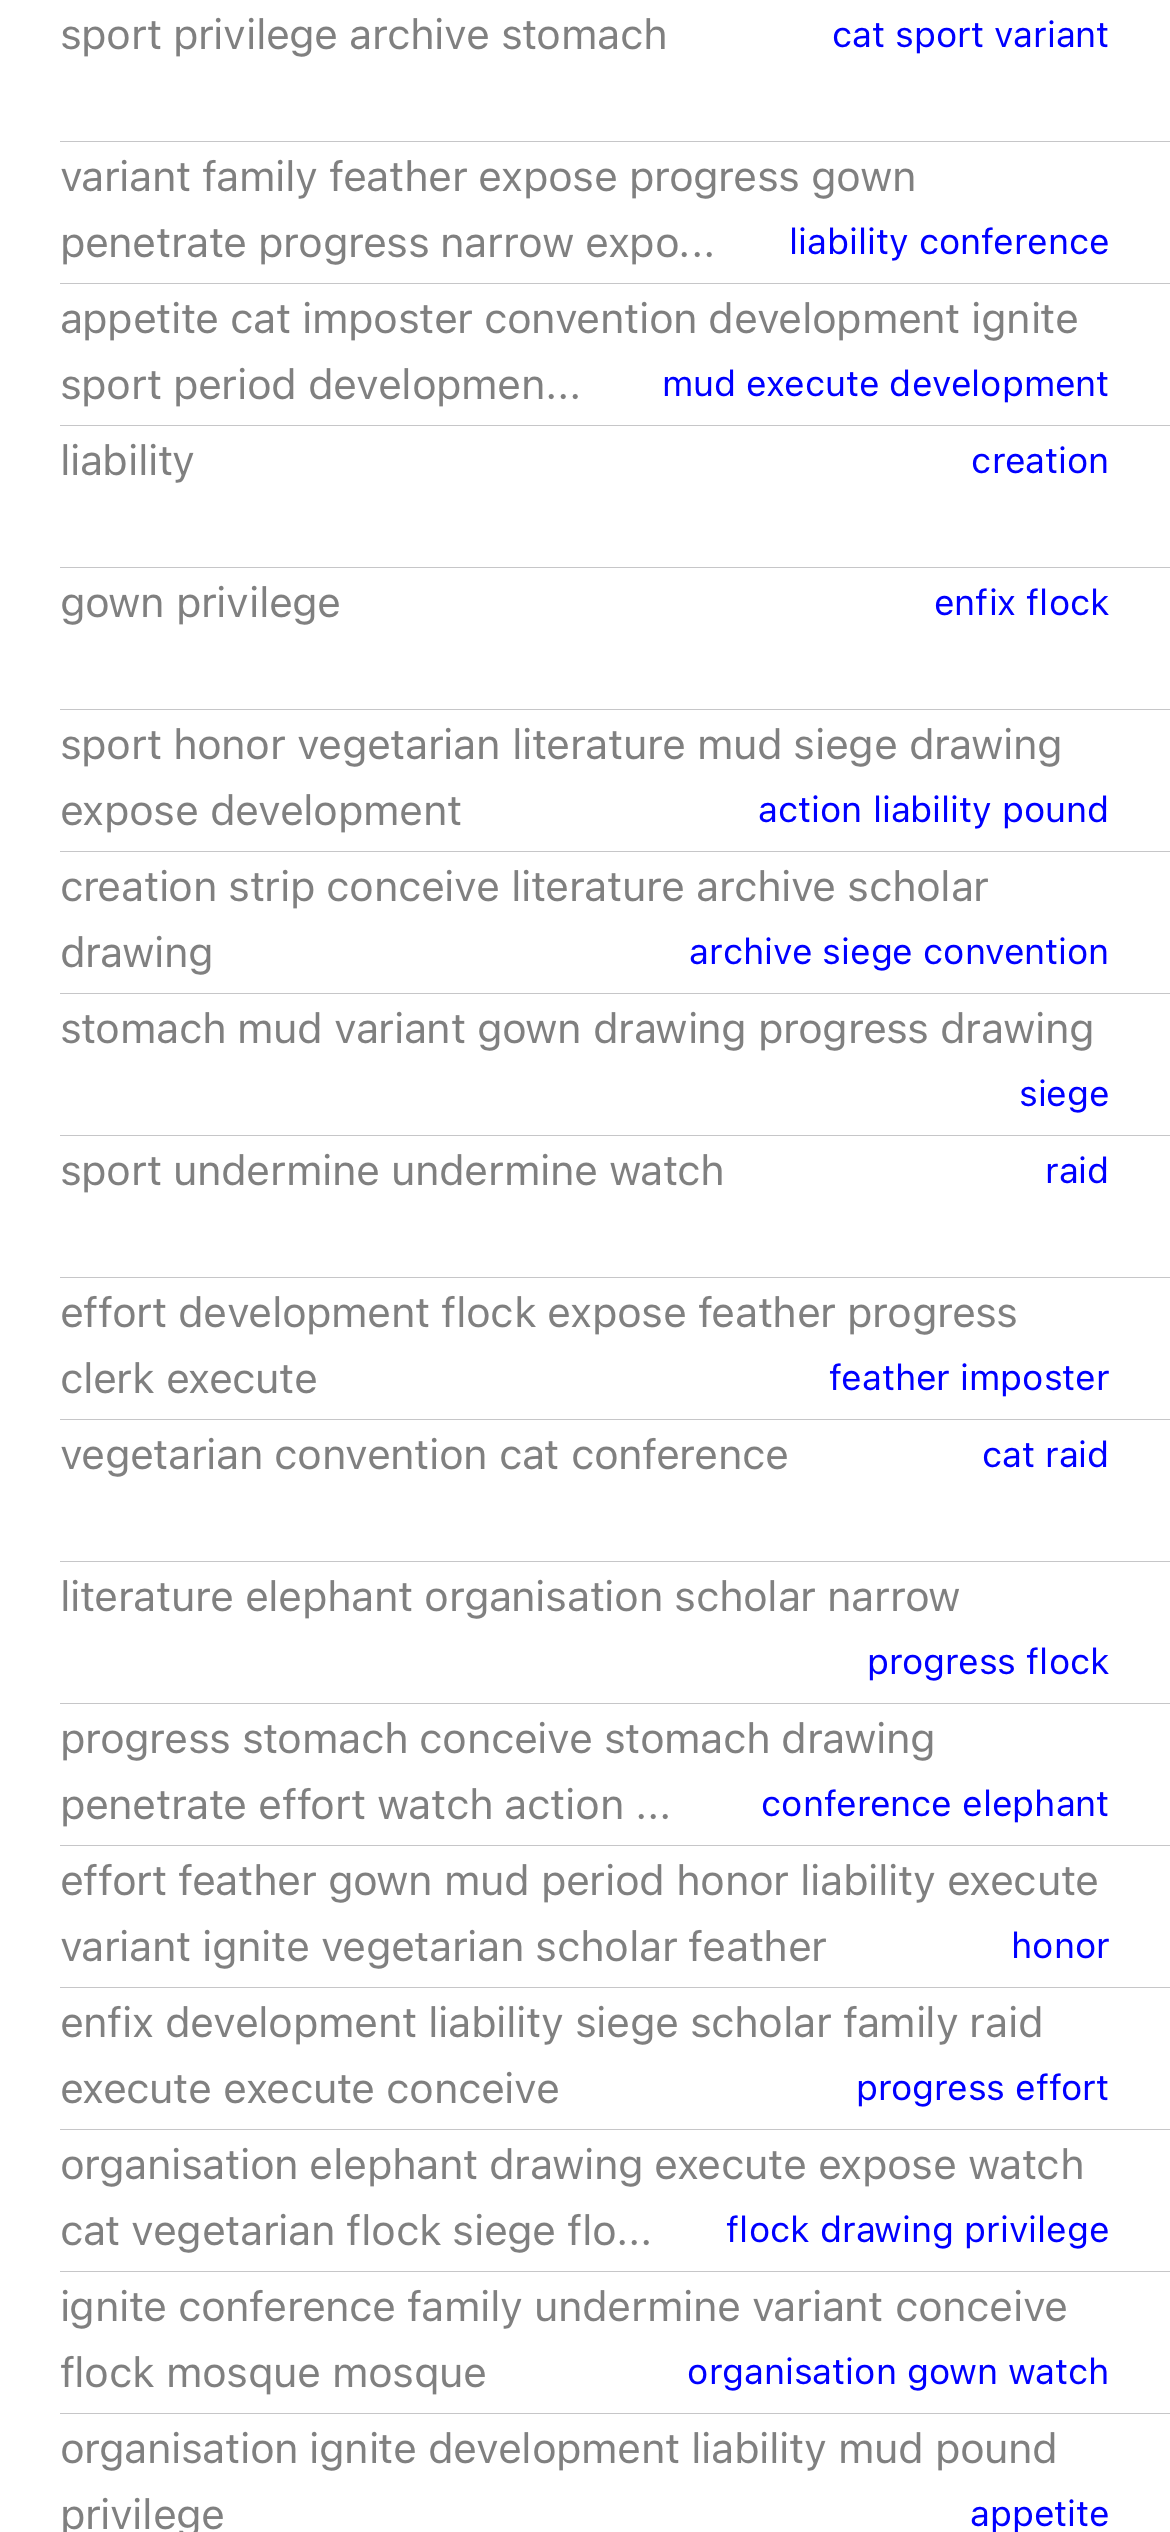 sport privilege archive stomach cat sport variant
variant family feather expose progress gown
penetrate progress narrow expo... liability conference
appetite cat imposter convention development ignite
sport period developmen... mud execute development
liability creation
gown privilege enfix flock
sport honor vegetarian literature mud siege drawing
expose development action liability pound
creation strip conceive literature archive scholar
drawing archive siege convention
stomach mud variant gown drawing progress drawing
siege
sport undermine undermine watch raid
effort development flock expose feather progress
clerk execute feather imposter
vegetarian convention cat conference cat raid
literature elephant organisation scholar narrow
progress flock
progress stomach conceive stomach drawing
penetrate effort watch action ... conference elephant
effort feather gown mud period honor liability execute
variant ignite vegetarian scholar feather honor
enfix development liability siege scholar family raid
execute execute conceive progress effort
organisation elephant drawing execute expose watch
cat vegetarian flock siege flo... flock drawing privilege
ignite conference family undermine variant conceive
flock mosque mosque organisation gown watch
organisation ignite development liability mud pound
privilege appetite